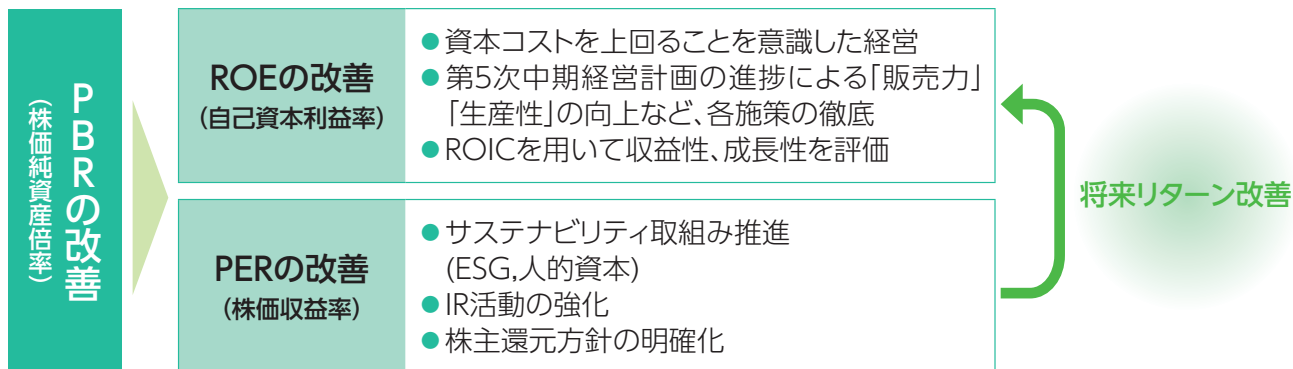 PBRの改善
（株価純資産倍率）
ROEの改善
（自己資本利益率）
●資本コストを上回ることを意識した経営
●第5次中期経営計画の進捗による「販売力」
「生産性」の向上など、各施策の徹底
●ROICを用いて収益性、成長性を評価
PERの改善
（株価収益率）
●サステナビリティ取組み推進
(ESG,人的資本)
●IR活動の強化
●株主還元方針の明確化
将来リターン改善